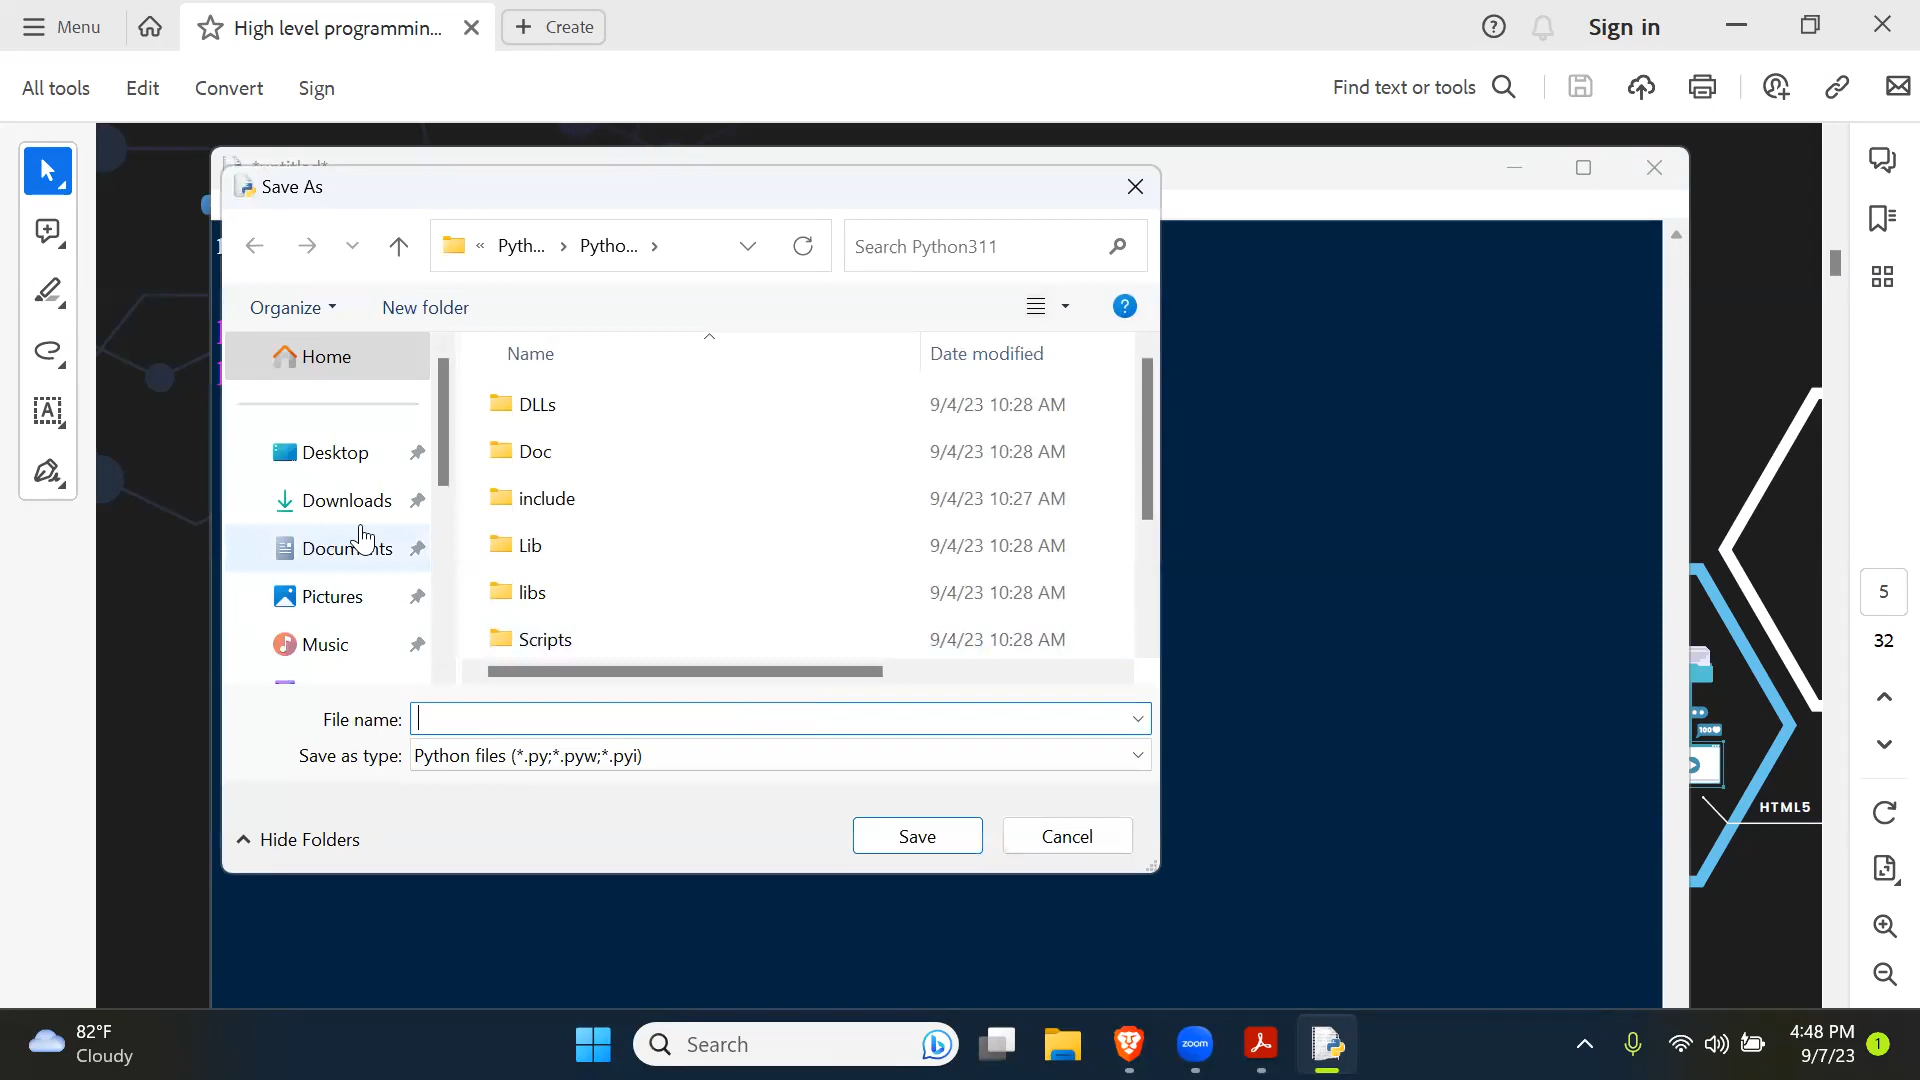 Menu
High level programmin...
Create
Sign in
All tools
Edit
Convert
Sign
Find text or tools
*untitled*
Save As
« Pyth... > Pytho... >
Search Python311
Organize
New folder
Home
Name
Date modified
DLLs 9/4/23 10:28 AM
Doc 9/4/23 10:28 AM
include 9/4/23 10:27 AM
Lib 9/4/23 10:28 AM
libs 9/4/23 10:28 AM
Scripts 9/4/23 10:28 AM
Desktop
Downloads
Documents
Pictures
Music
File name:
Save as type: Python files (*.py;*.pyw;*.pyi)
Hide Folders
Save
Cancel
5
32
100
HTML5
82°F
Cloudy
Search
zoom
4:48 PM
9/7/23
1